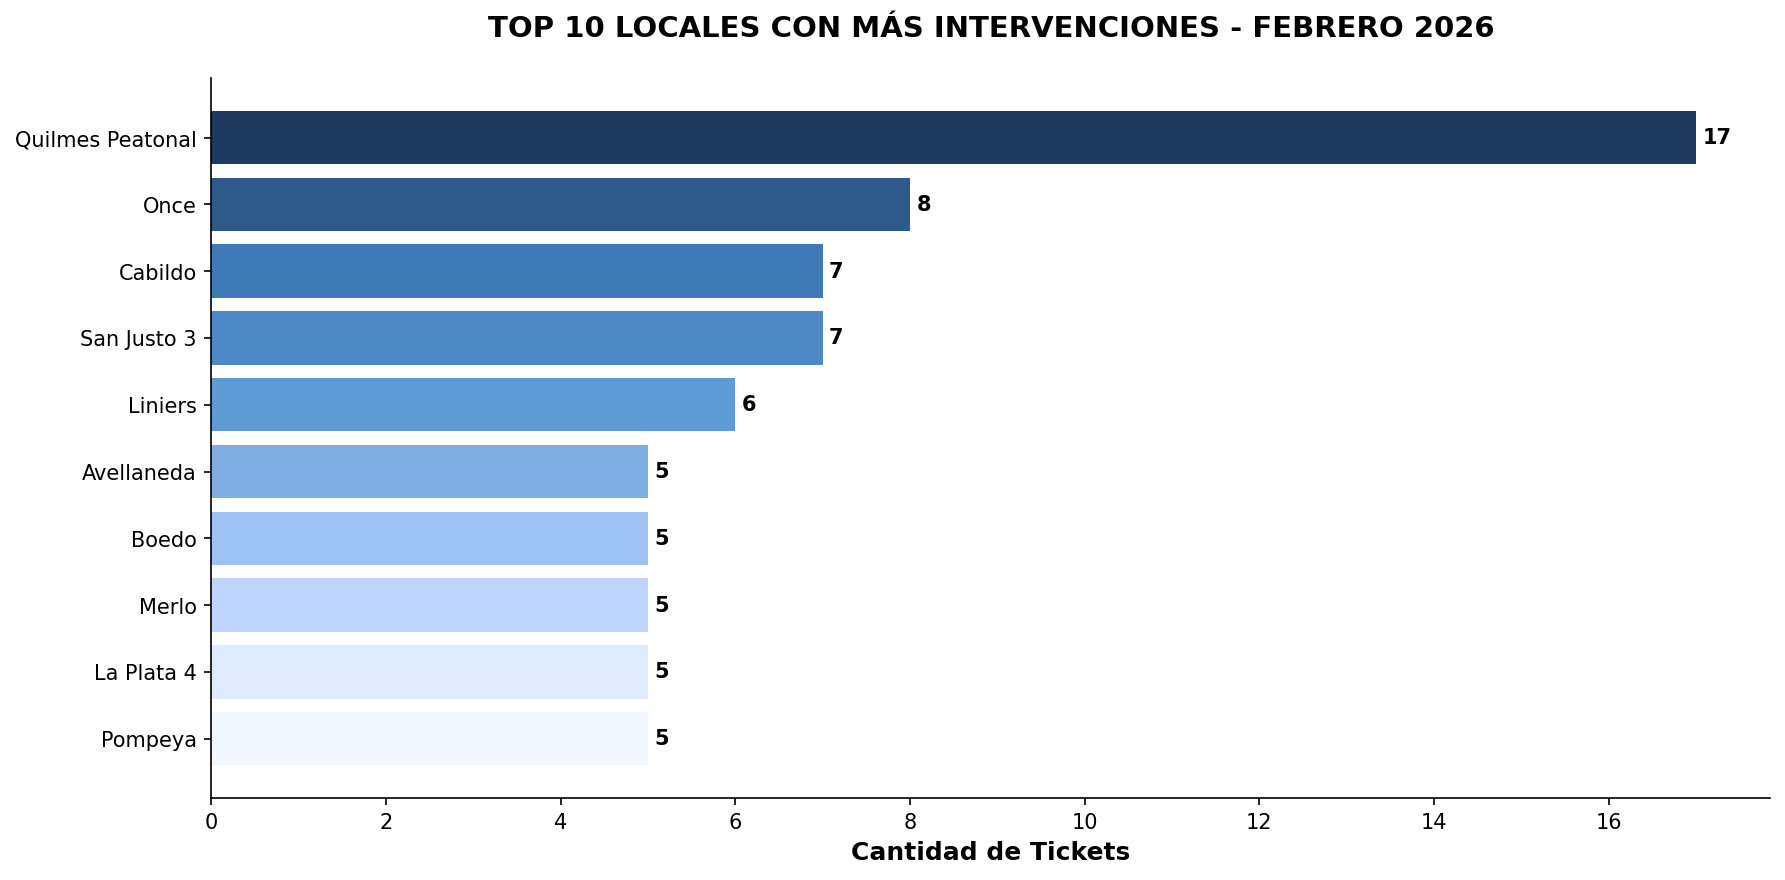 TOP 10 LOCALES CON MÁS INTERVENCIONES - FEBRERO 2026
Quilmes Peatonal 17
Once 8
Cabildo 7
San Justo 3 7
Liniers 6
Avellaneda 5
Boedo 5
Merlo 5
La Plata 4 5
Pompeya 5
0 2 4 6 8 10 12 14 16
Cantidad de Tickets